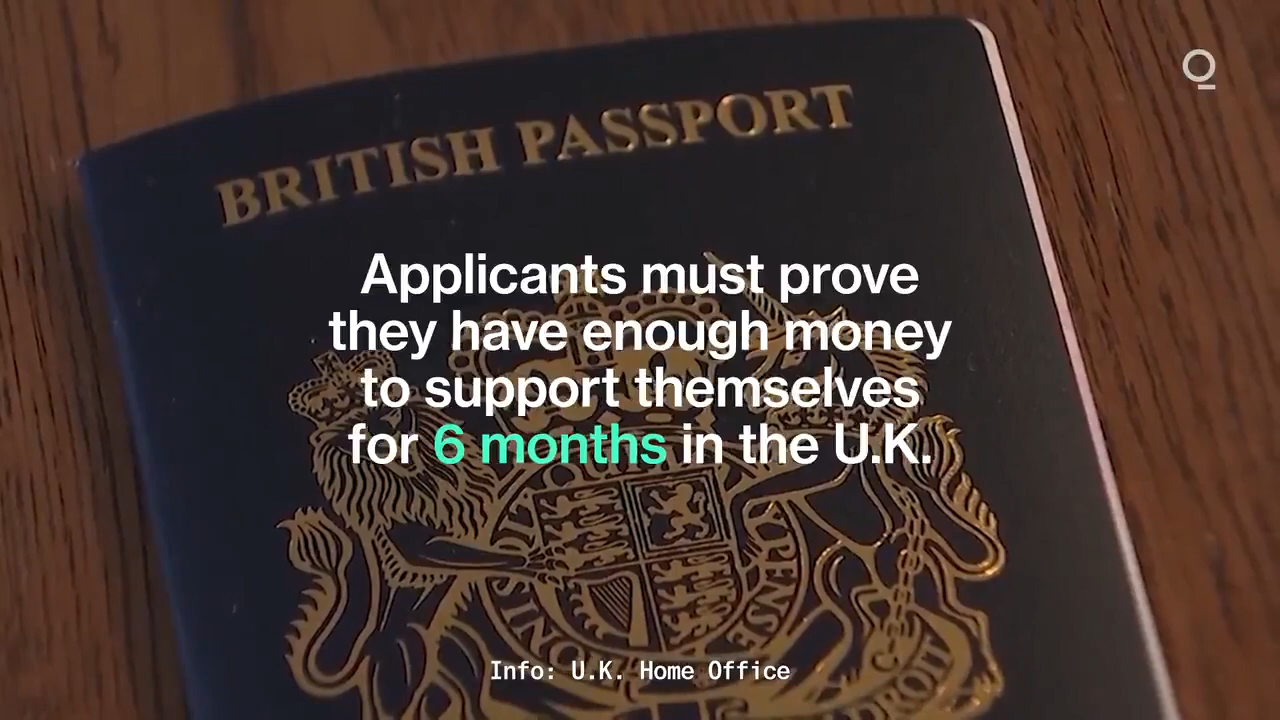 BRITISH PASSPORT
Applicants must prove
they have enough money
to support themselves
for 6 months in the U.K.
Info: U.K. Home Office